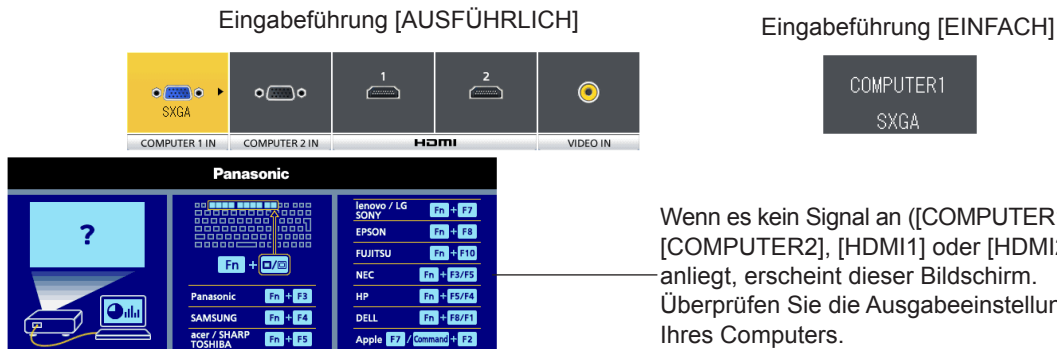 Eingabeführung [AUSFÜHRLICH]
Eingabeführung [EINFACH]
SXGA
1
2
COMPUTER 1 IN
COMPUTER 2 IN
HDMI
VIDEO IN
COMPUTER1
SXGA
Panasonic
?
Fn +
Panasonic Fn + F3
SAMSUNG Fn + F4
acer / SHARP
TOSHIBA Fn + F5
lenovo / LG
SONY Fn + F7
EPSON Fn + F8
FUJITSU Fn + F10
NEC Fn + F3/F5
HP Fn + F5/F4
DELL Fn + F8/F1
Apple F7 / Command + F2
Wenn es kein Signal an ([COMPUTER
[COMPUTER2], [HDMI1] oder [HDMI2
anliegt, erscheint dieser Bildschirm.
Überprüfen Sie die Ausgabeeinstellun
Ihres Computers.